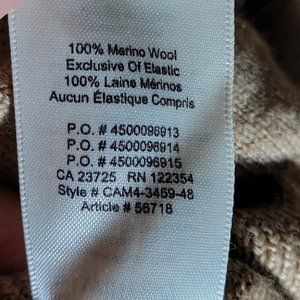 100% Merino Wool
Exclusive Of Elastic
100% Laine Mérinos
Aucun Élastique Compris
P.O. # 4500096913
P.O. # 4500096914
P.O. # 4500096915
CA 23725 RN 122354
Style # CAM4-3469-48
Article # 56718